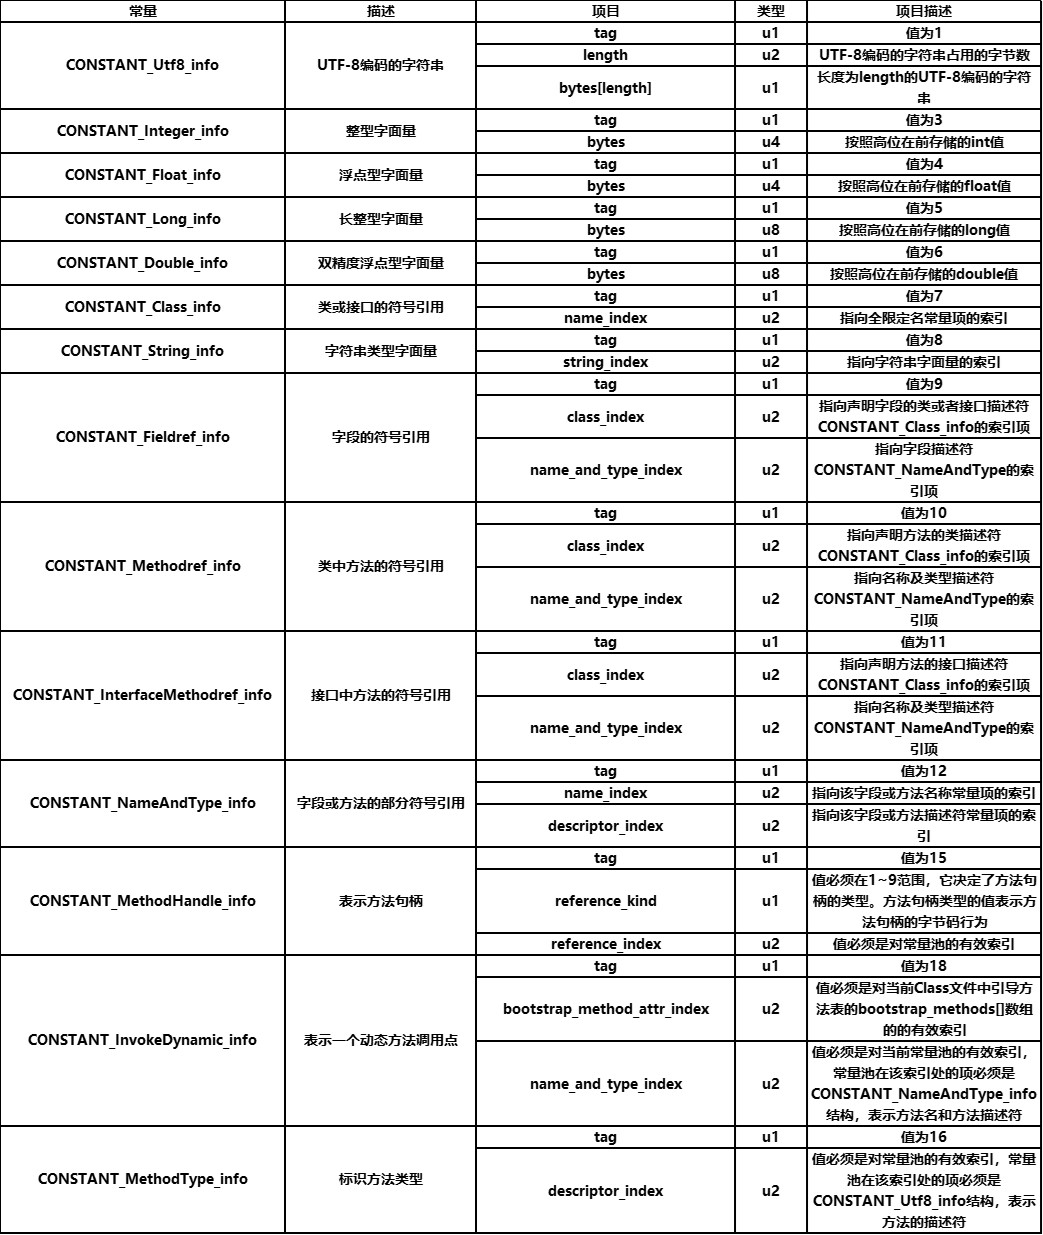 常量 描述 项目 类型 项目描述
CONSTANT_Utf8_info UTF-8编码的字符串 tag u1 值为1
length u2 UTF-8编码的字符串占用的字节数
bytes[length] u1 长度为length的UTF-8编码的字符
串
CONSTANT_Integer_info 整型字面量 tag u1 值为3
bytes u4 按照高位在前存储的int值
CONSTANT_Float_info 浮点型字面量 tag u1 值为4
bytes u4 按照高位在前存储的float值
CONSTANT_Long_info 长整型字面量 tag u1 值为5
bytes u8 按照高位在前存储的long值
CONSTANT_Double_info 双精度浮点型字面量 tag u1 值为6
bytes u8 按照高位在前存储的double值
CONSTANT_Class_info 类或接口的符号引用 tag u1 值为7
name_index u2 指向全限定名常量项的索引
CONSTANT_String_info 字符串类型字面量 tag u1 值为8
string_index u2 指向字符串字面量的索引
CONSTANT_Fieldref_info 字段的符号引用 tag u1 值为9
class_index u2 指向声明字段的类或者接口描述符
CONSTANT_Class_info的索引项
name_and_type_index u2 指向字段描述符
CONSTANT_NameAndType的索
引项
CONSTANT_Methodref_info 类中方法的符号引用 tag u1 值为10
class_index u2 指向声明方法的类描述符
CONSTANT_Class_info的索引项
name_and_type_index u2 指向名称及类型描述符
CONSTANT_NameAndType的索
引项
CONSTANT_InterfaceMethodref_info 接口中方法的符号引用 tag u1 值为11
class_index u2 指向声明方法的接口描述符
CONSTANT_Class_info的索引项
name_and_type_index u2 指向名称及类型描述符
CONSTANT_NameAndType的索
引项
CONSTANT_NameAndType_info 字段或方法的部分符号引用 tag u1 值为12
name_index u2 指向该字段或方法名称常量项的索引
descriptor_index u2 指向该字段或方法描述符常量项的索
引
CONSTANT_MethodHandle_info 表示方法句柄 tag u1 值为15
reference_kind u1 值必须在1~9范围，它决定了方法句
柄的类型。方法句柄类型的值表示方
法句柄的字节码行为
reference_index u2 值必须是对常量池的有效索引
CONSTANT_InvokeDynamic_info 表示一个动态方法调用点 tag u1 值为18
bootstrap_method_attr_index u2 值必须是对当前Class文件中引导方
法表的bootstrap_methods[]数组
的的有效索引
name_and_type_index u2 值必须是对当前常量池的有效索引，
常量池在该索引处的项必须是
CONSTANT_NameAndType_info
结构，表示方法名和方法描述符
CONSTANT_MethodType_info 标识方法类型 tag u1 值为16
descriptor_index u2 值必须是对常量池的有效索引，常量
池在该索引处的项必须是
CONSTANT_Utf8_info结构，表示
方法的描述符